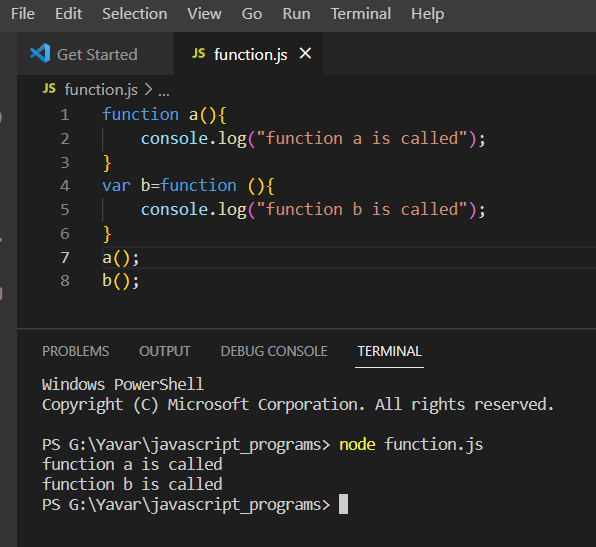 File Edit Selection View Go Run Terminal Help
Get Started JS function.js
JS function.js > ...
1 function a(){
2 console.log("function a is called");
3 }
4 var b=function (){
5 console.log("function b is called");
6 }
7 a();
8 b();
PROBLEMS OUTPUT DEBUG CONSOLE TERMINAL
Windows PowerShell
Copyright (C) Microsoft Corporation. All rights reserved.
PS G:\Yavar\javascript_programs> node function.js
function a is called
function b is called
PS G:\Yavar\javascript_programs>